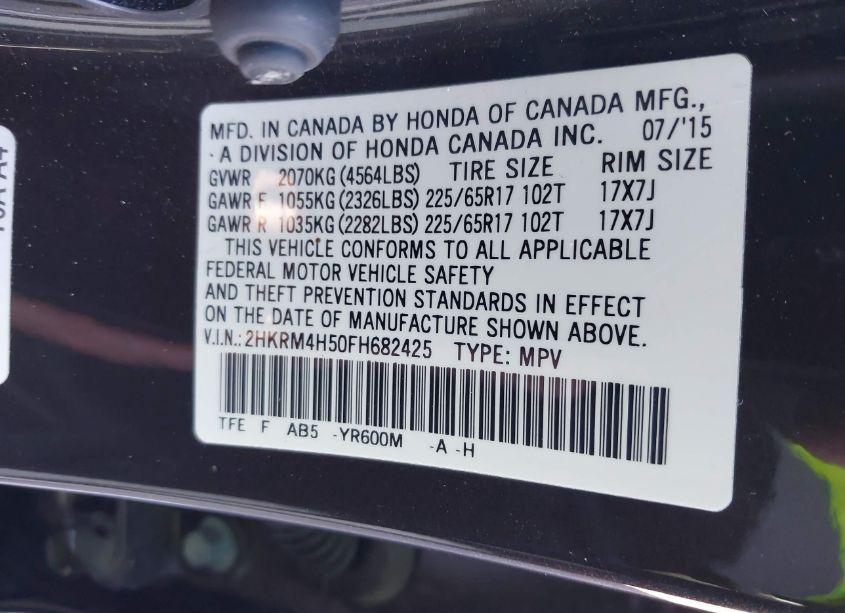 MFD. IN CANADA BY HONDA OF CANADA MFG.,
- A DIVISION OF HONDA CANADA INC. 07/'15
GVWR 2070KG (4564LBS) TIRE SIZE RIM SIZE
GAWR F 1055KG (2326LBS) 225/65R17 102T 17X7J
GAWR R 1035KG (2282LBS) 225/65R17 102T 17X7J
THIS VEHICLE CONFORMS TO ALL APPLICABLE
FEDERAL MOTOR VEHICLE SAFETY
AND THEFT PREVENTION STANDARDS IN EFFECT
ON THE DATE OF MANUFACTURE SHOWN ABOVE.
V.I.N.: 2HKRM4H50FH682425 TYPE: MPV
TFE F AB5 -YR600M -A -H